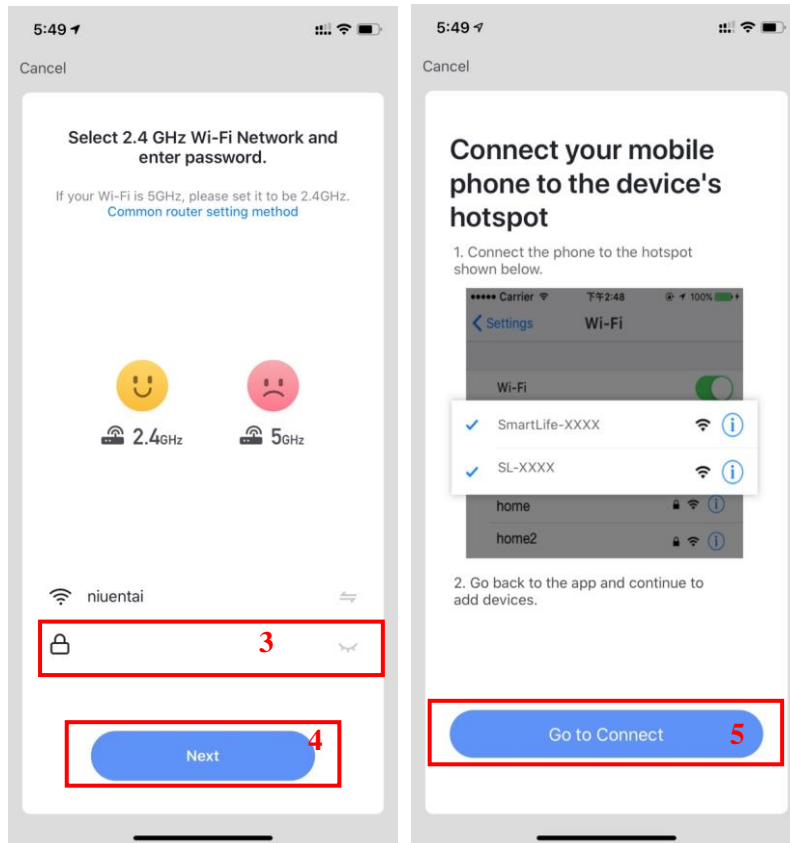 5:49
Cancel
Select 2.4 GHz Wi-Fi Network and
enter password.
If your Wi-Fi is 5GHz, please set it to be 2.4GHz.
Common router setting method
2.4GHz
5GHz
niuentai
3
Next
4
5:49
Cancel
Connect your mobile
phone to the device's
hotspot
1. Connect the phone to the hotspot
shown below.
Carrier 下午2:48 100%
Settings Wi-Fi
Wi-Fi
SmartLife-XXXX
SL-XXXX
home
home2
2. Go back to the app and continue to
add devices.
Go to Connect
5